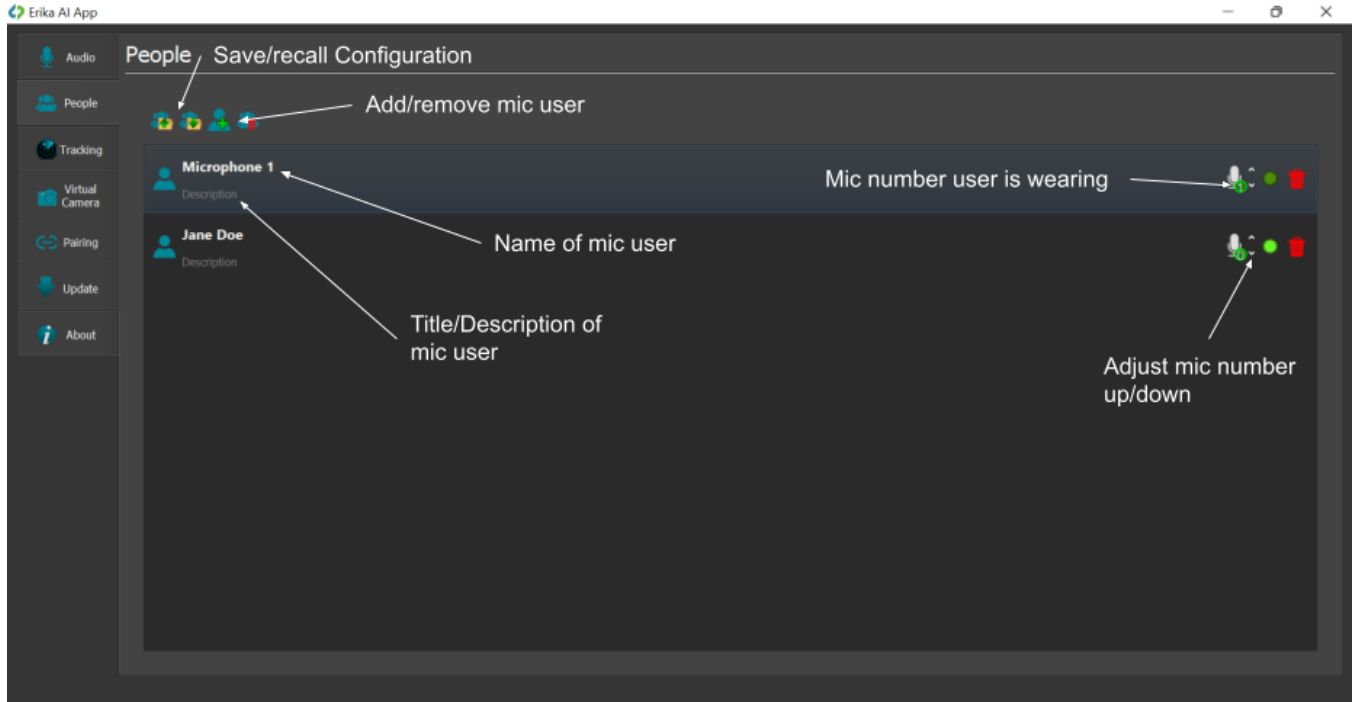 Erika AI App
Audio
People
Tracking
Virtual
Camera
Pairing
Update
About
People
Save/recall Configuration
Add/remove mic user
Microphone 1
Description
Mic number user is wearing
1
Jane Doe
Description
Name of mic user
0
Title/Description of
mic user
Adjust mic number
up/down